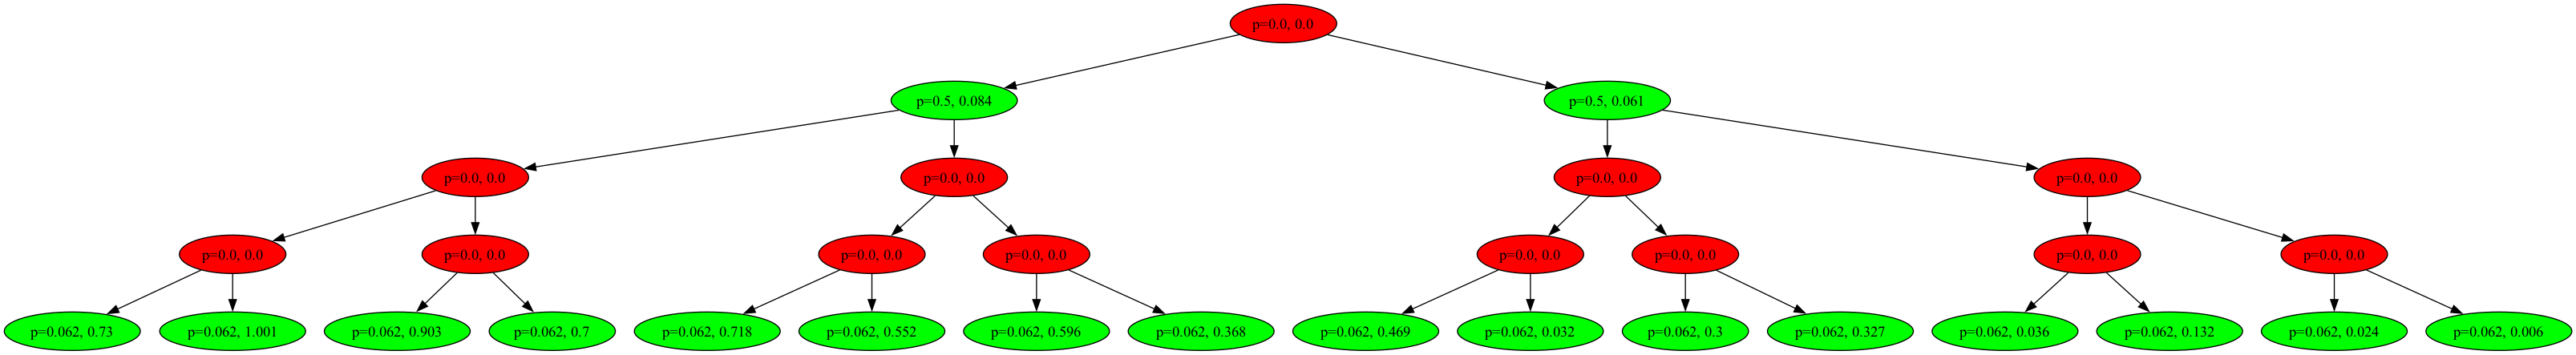 p=0.0, 0.0
p=0.5, 0.084
p=0.5, 0.061
p=0.0, 0.0
p=0.0, 0.0
p=0.0, 0.0
p=0.0, 0.0
p=0.0, 0.0
p=0.0, 0.0
p=0.0, 0.0
p=0.0, 0.0
p=0.0, 0.0
p=0.0, 0.0
p=0.0, 0.0
p=0.0, 0.0
p=0.062, 0.73
p=0.062, 1.001
p=0.062, 0.903
p=0.062, 0.7
p=0.062, 0.718
p=0.062, 0.552
p=0.062, 0.596
p=0.062, 0.368
p=0.062, 0.469
p=0.062, 0.032
p=0.062, 0.3
p=0.062, 0.327
p=0.062, 0.036
p=0.062, 0.132
p=0.062, 0.024
p=0.062, 0.006